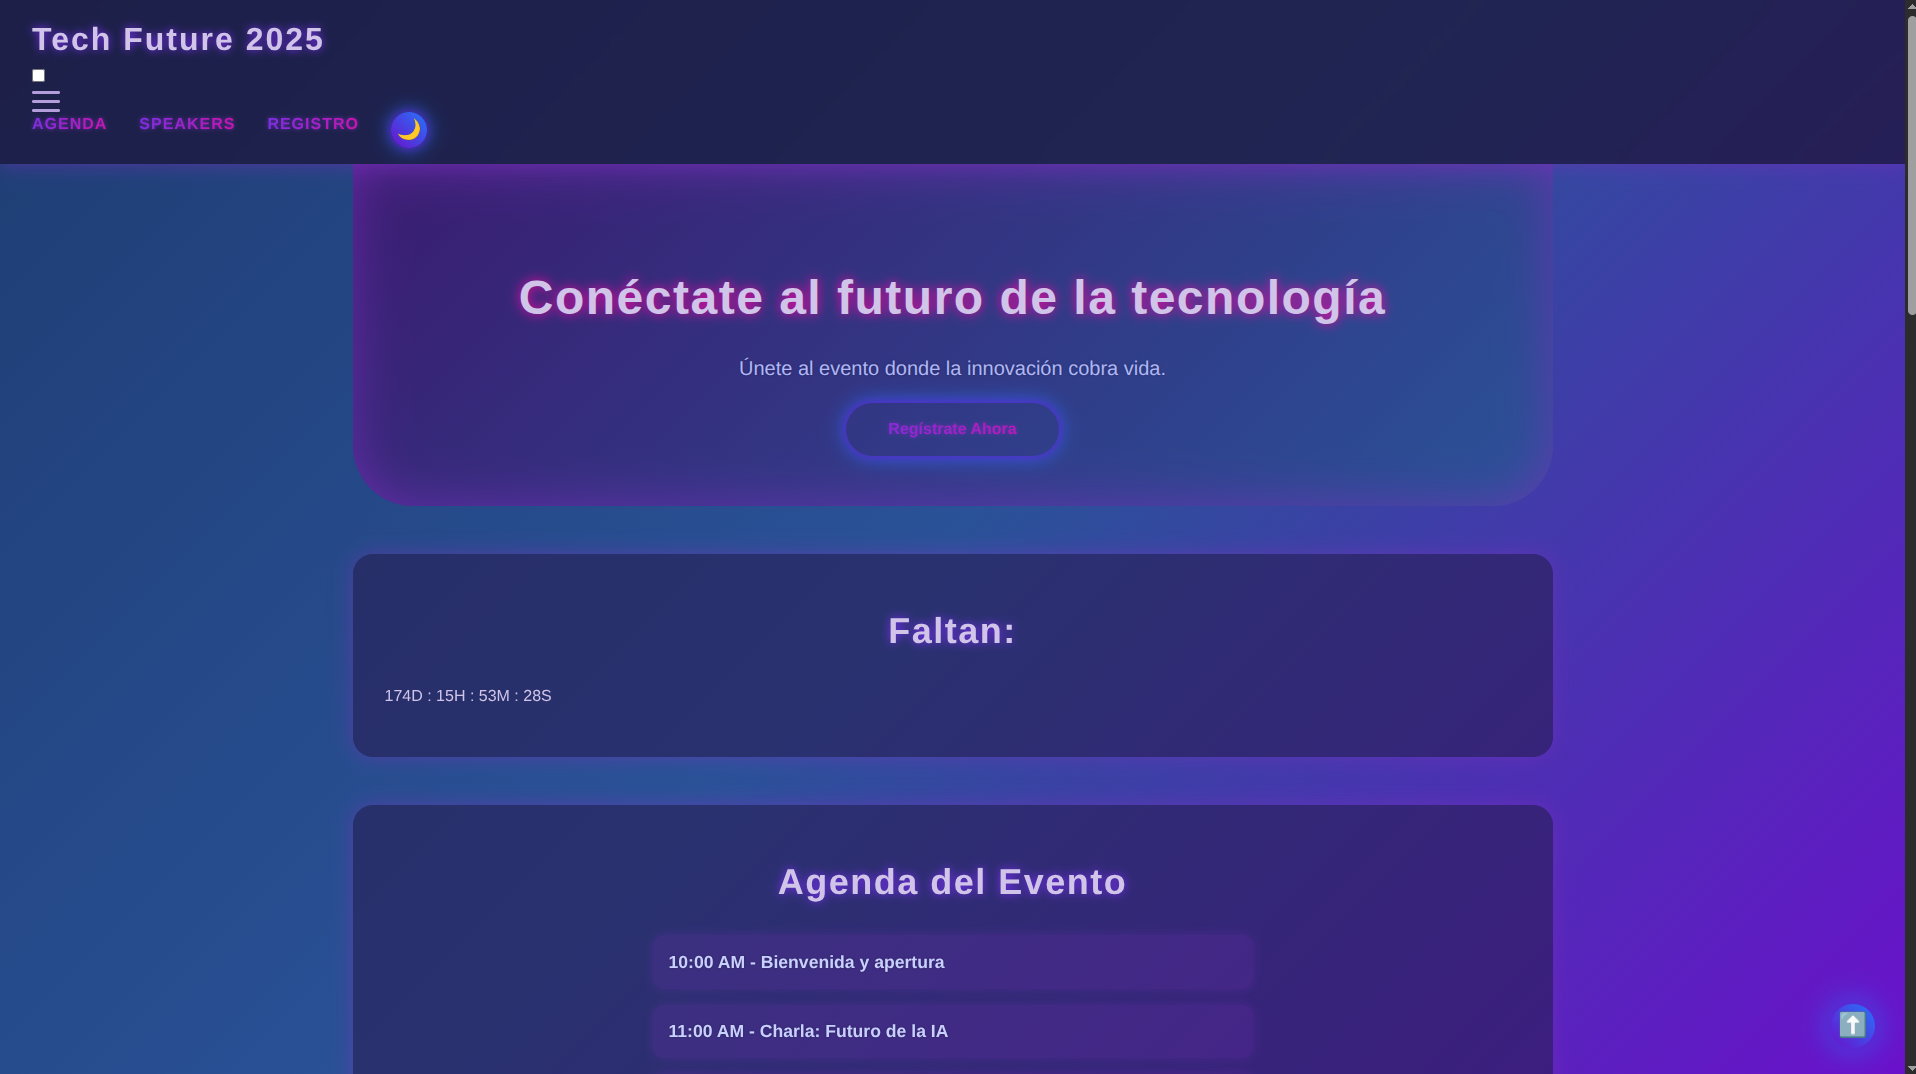 Tech Future 2025
AGENDA SPEAKERS REGISTRO
Conéctate al futuro de la tecnología
Únete al evento donde la innovación cobra vida.
Regístrate Ahora
Faltan:
174D : 15H : 53M : 28S
Agenda del Evento
10:00 AM - Bienvenida y apertura
11:00 AM - Charla: Futuro de la IA